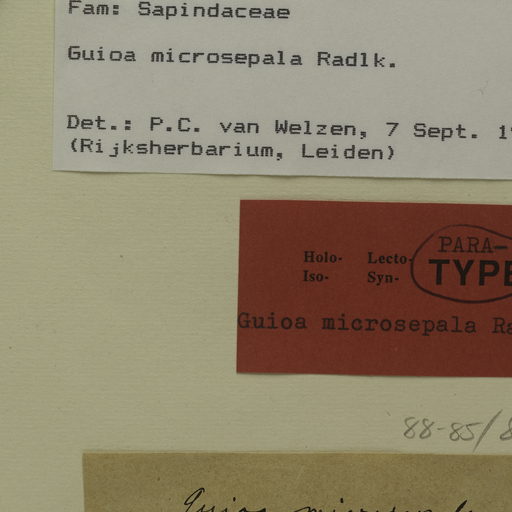 Fam: Sapindaceae
Guioa microsepala Radlk.
Det.: P.C. van Welzen, 7 Sept.
(Rijksherbarium, Leiden)
Holo- Lecto- PARA-
Iso- Syn- TYPE
Guioa microsepala Ra
88-85/8
Guioa